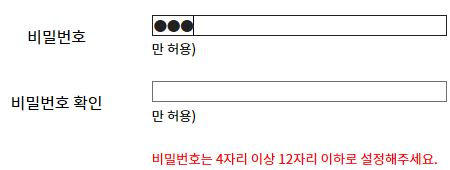 비밀번호
●●●
만 허용)
비밀번호 확인
만 허용)
비밀번호는 4자리 이상 12자리 이하로 설정해주세요.